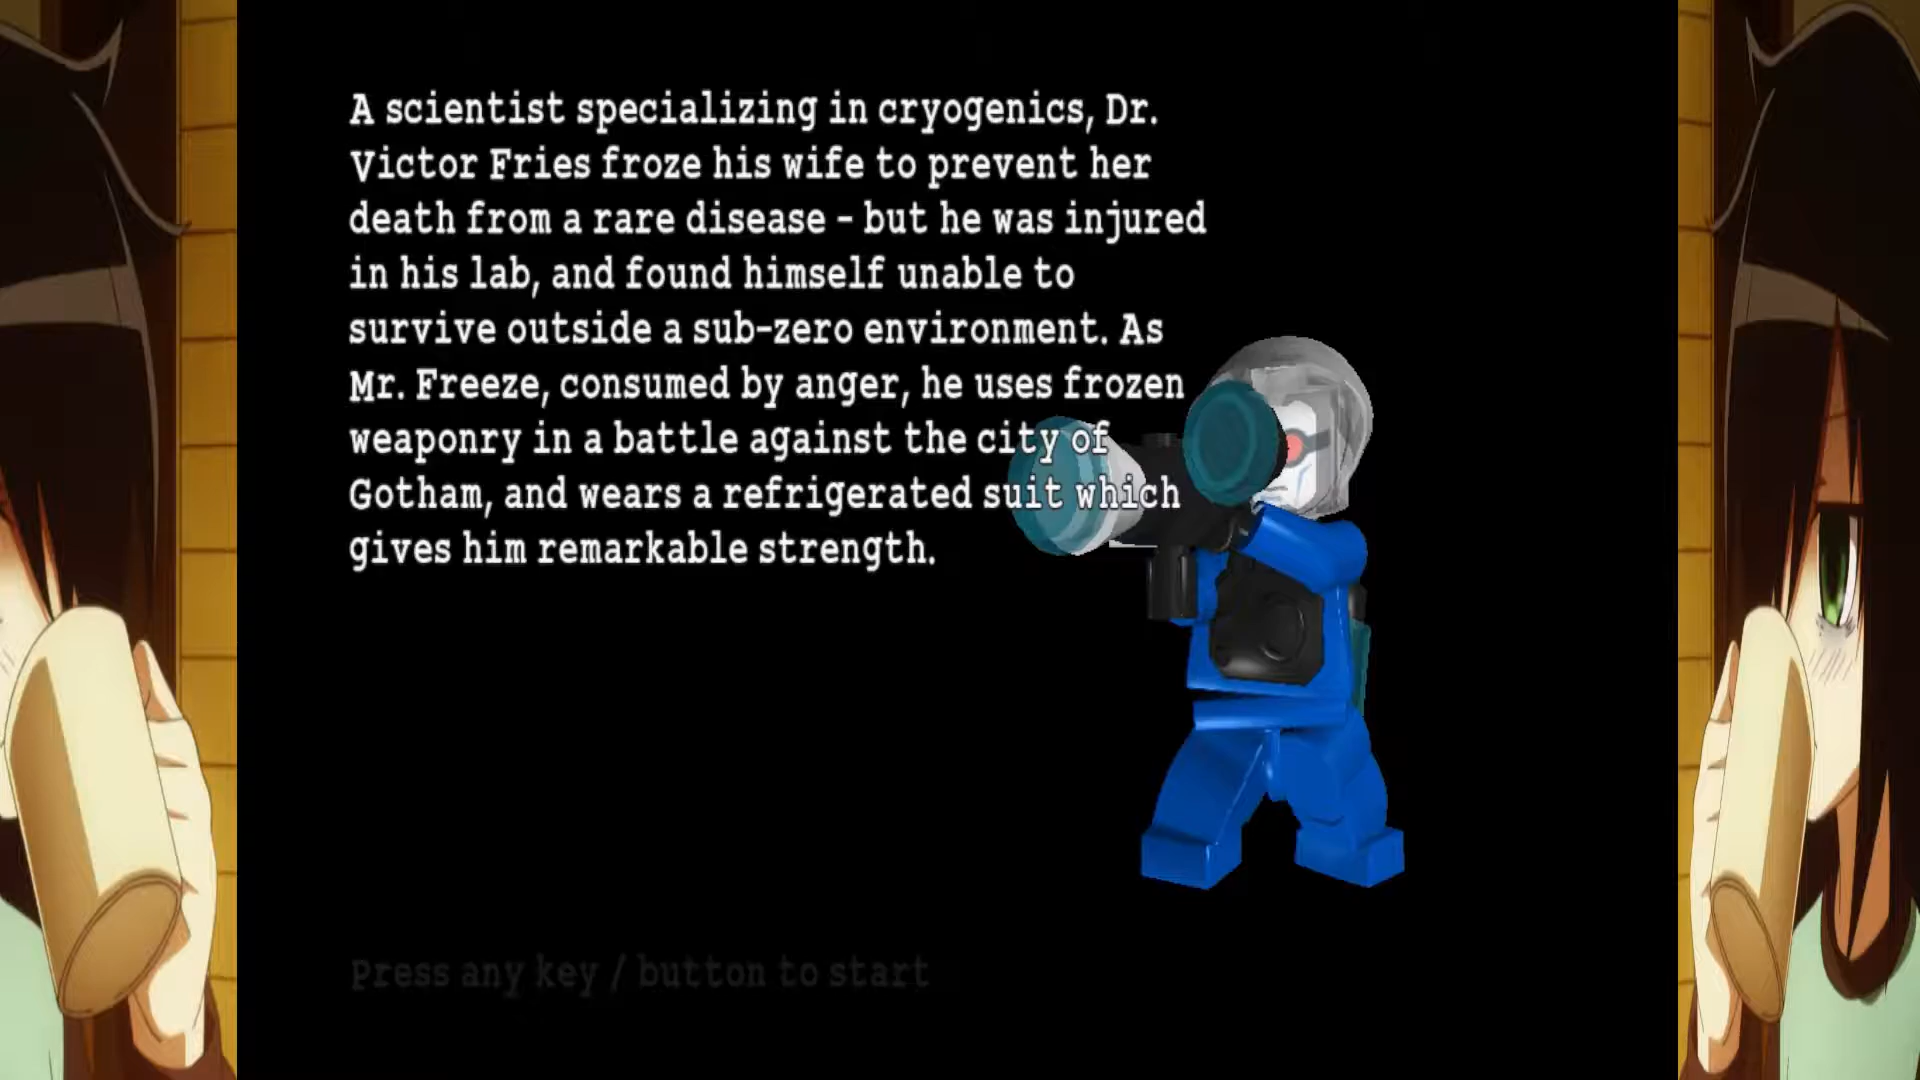 A scientist specializing in cryogenics, Dr.
Victor Fries froze his wife to prevent her
death from a rare disease - but he was injured
in his lab, and found himself unable to
survive outside a sub-zero environment. As
Mr. Freeze, consumed by anger, he uses frozen
weaponry in a battle against the city of
Gotham, and wears a refrigerated suit which
gives him remarkable strength.
Press any key / button to start